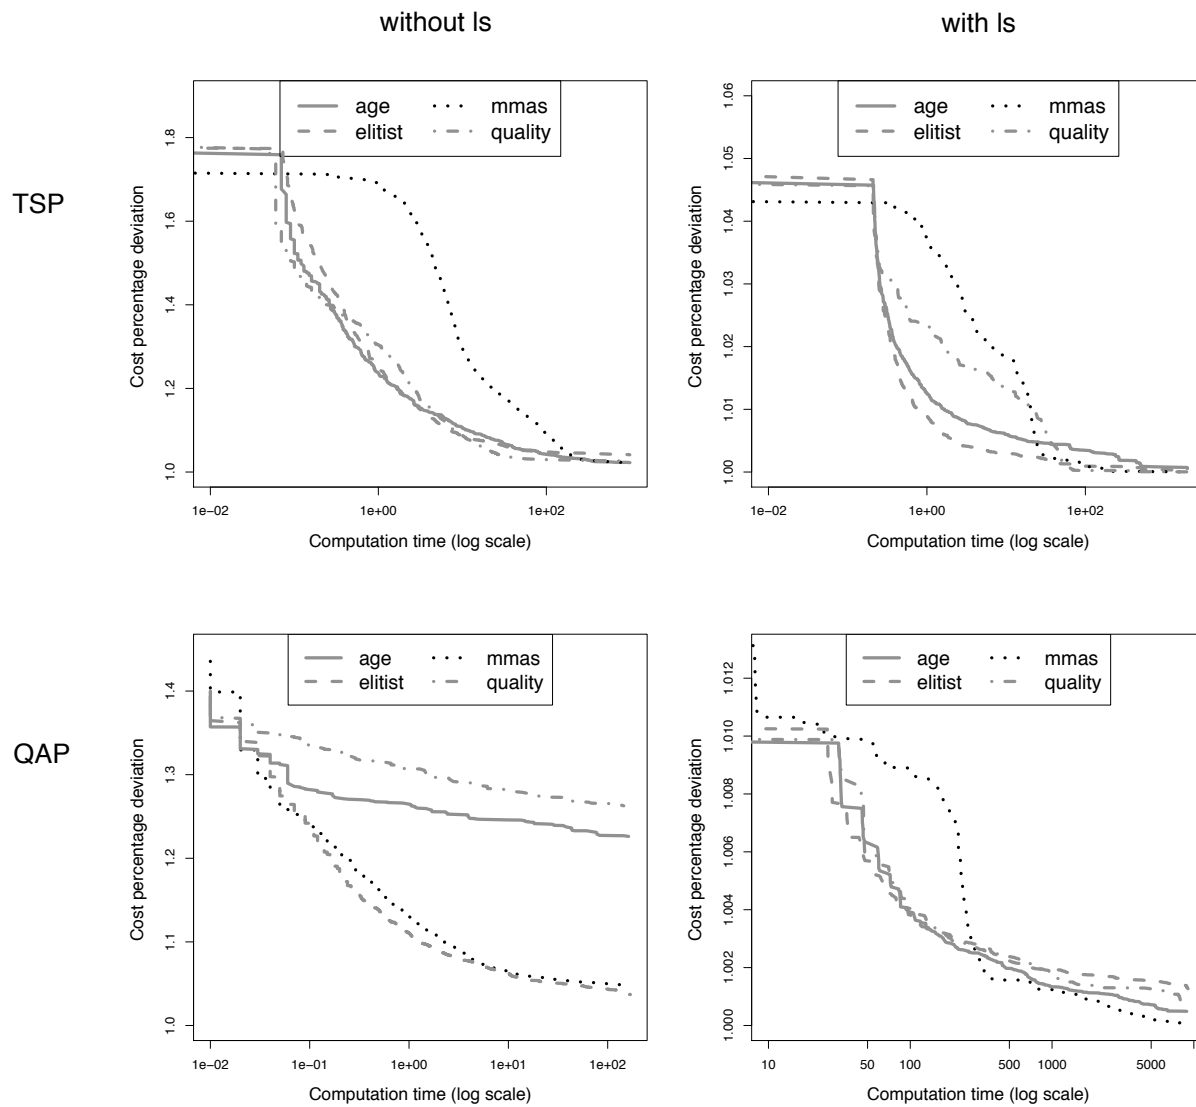 without ls
with ls
TSP
age
mmas
elitist
quality
Cost percentage deviation
1.0 1.2 1.4 1.6 1.8
1e−02 1e+00 1e+02
Computation time (log scale)
age
mmas
elitist
quality
Cost percentage deviation
1.00 1.01 1.02 1.03 1.04 1.05 1.06
1e−02 1e+00 1e+02
Computation time (log scale)
QAP
age
mmas
elitist
quality
Cost percentage deviation
1.0 1.1 1.2 1.3 1.4
1e−02 1e−01 1e+00 1e+01 1e+02
Computation time (log scale)
age
mmas
elitist
quality
Cost percentage deviation
1.000 1.002 1.004 1.006 1.008 1.010 1.012
10 50 100 500 1000 5000
Computation time (log scale)